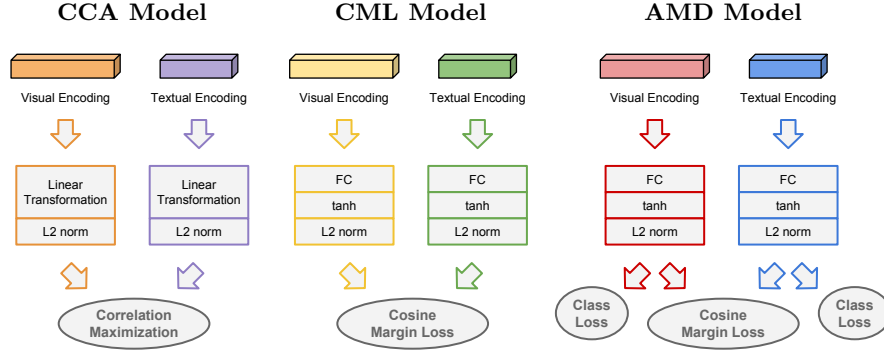 CCA Model
CML Model
AMD Model
Visual Encoding
Textual Encoding
Visual Encoding
Textual Encoding
Visual Encoding
Textual Encoding
Linear
Transformation
L2 norm
Linear
Transformation
L2 norm
FC
tanh
L2 norm
FC
tanh
L2 norm
FC
tanh
L2 norm
FC
tanh
L2 norm
Correlation
Maximization
Cosine
Margin Loss
Class
Loss
Cosine
Margin Loss
Class
Loss